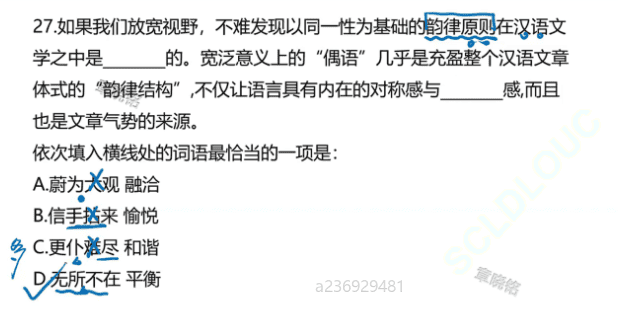 27.如果我们放宽视野，不难发现以同一性为基础的韵律原则在汉语文
学之中是_______的。宽泛意义上的“偶语”几乎是充盈整个汉语文章
体式的“韵律结构”,不仅让语言具有内在的对称感与_______感,而且
也是文章气势的来源。
依次填入横线处的词语最恰当的一项是：
A.蔚为大观 融洽
B.信手拈来 愉悦
C.更仆难尽 和谐
多
D.无所不在 平衡
章晓铭
SCLDLOUC
章晓铭
a236929481